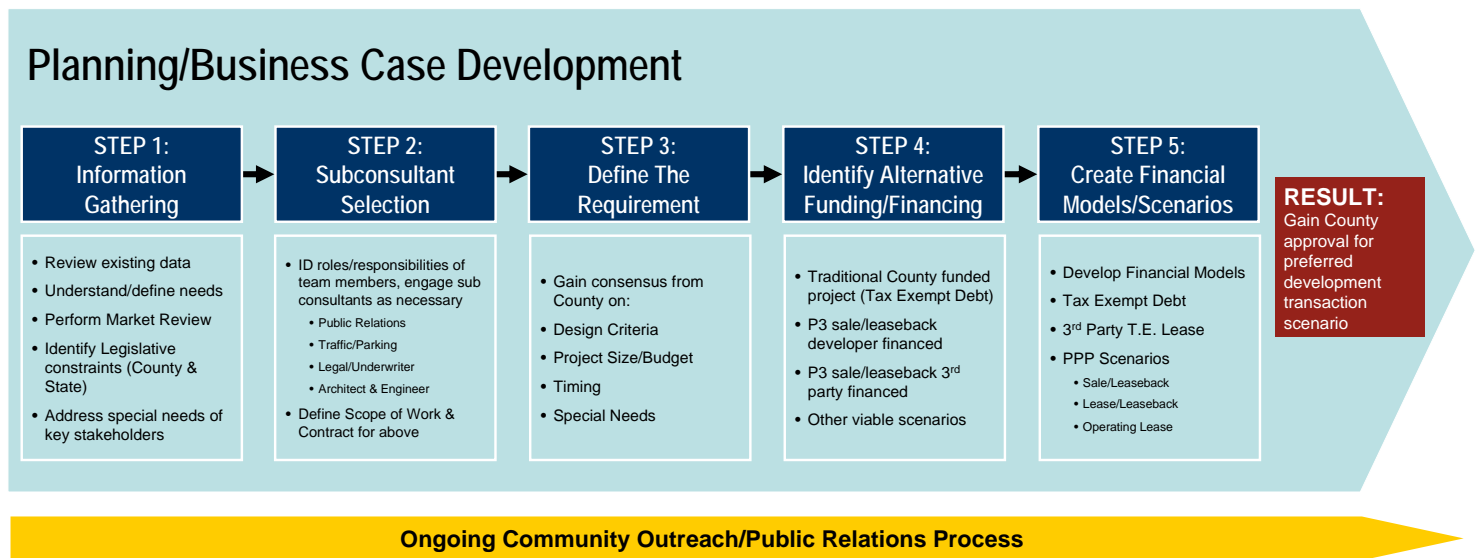 Planning/Business Case Development
STEP 1:
Information
Gathering
• Review existing data
• Understand/define needs
• Perform Market Review
• Identify Legislative
constraints (County &
State)
• Address special needs of
key stakeholders
STEP 2:
Subconsultant
Selection
• ID roles/responsibilities of
team members, engage sub
consultants as necessary
• Public Relations
• Traffic/Parking
• Legal/Underwriter
• Architect & Engineer
• Define Scope of Work &
Contract for above
STEP 3:
Define The
Requirement
• Gain consensus from
County on:
• Design Criteria
• Project Size/Budget
• Timing
• Special Needs
STEP 4:
Identify Alternative
Funding/Financing
• Traditional County funded
project (Tax Exempt Debt)
• P3 sale/leaseback
developer financed
• P3 sale/leaseback 3rd
party financed
• Other viable scenarios
STEP 5:
Create Financial
Models/Scenarios
• Develop Financial Models
• Tax Exempt Debt
• 3rd Party T.E. Lease
• PPP Scenarios
• Sale/Leaseback
• Lease/Leaseback
• Operating Lease
RESULT:
Gain County
approval for
preferred
development
transaction
scenario
Ongoing Community Outreach/Public Relations Process